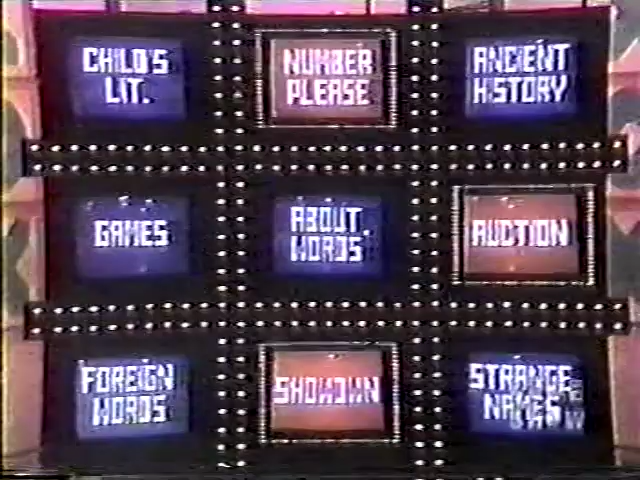 CHILD'S
LIT.
NUMBER
PLEASE
ANCIENT
HISTORY
GAMES
ABOUT
WORDS
AUCTION
FOREIGN
WORDS
SHOWDOWN
STRANGE
NAMES